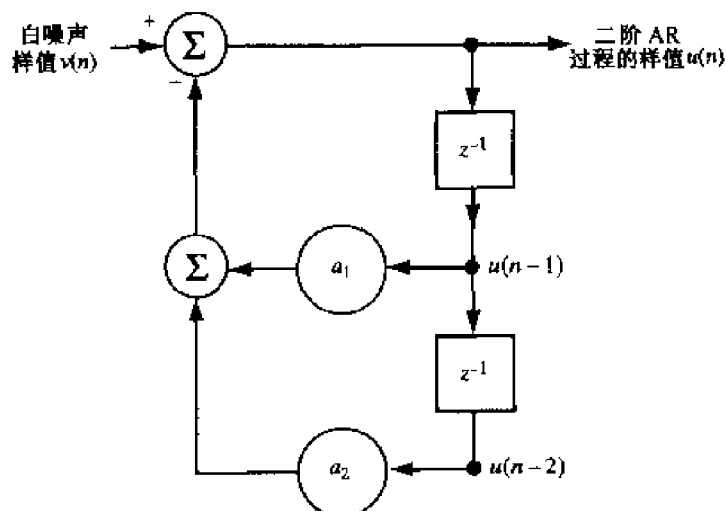 白噪声
样值v(n)
+
Σ
二阶 AR
过程的样值u(n)
−
z⁻¹
Σ
a₁
u(n−1)
z⁻¹
a₂
u(n−2)